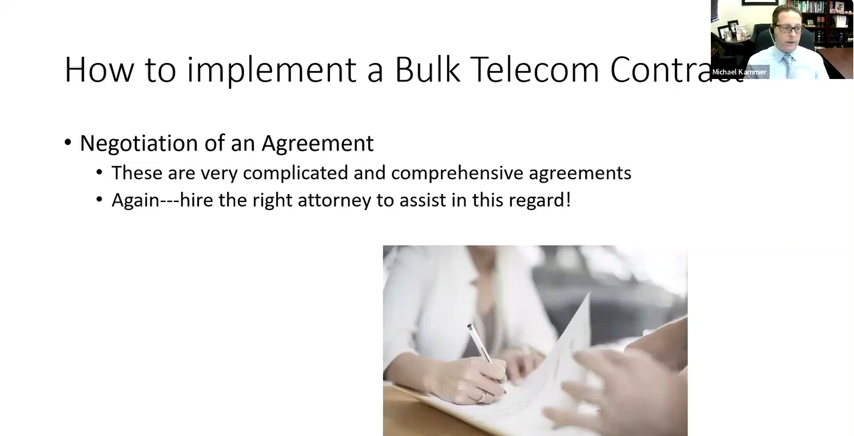 How to implement a Bulk Telecom Contract
• Negotiation of an Agreement
• These are very complicated and comprehensive agreements
• Again---hire the right attorney to assist in this regard!
Michael Kammer